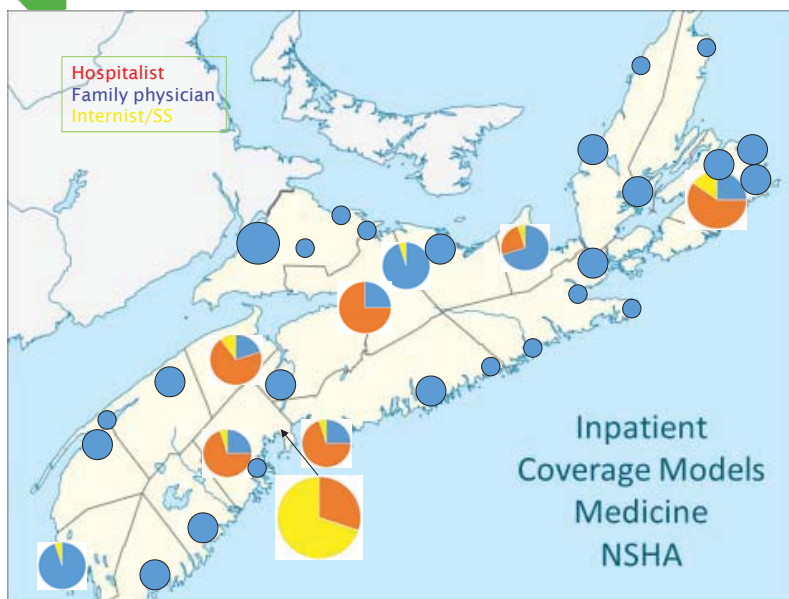 Hospitalist
Family physician
Internist/SS
Inpatient
Coverage Models
Medicine
NSHA